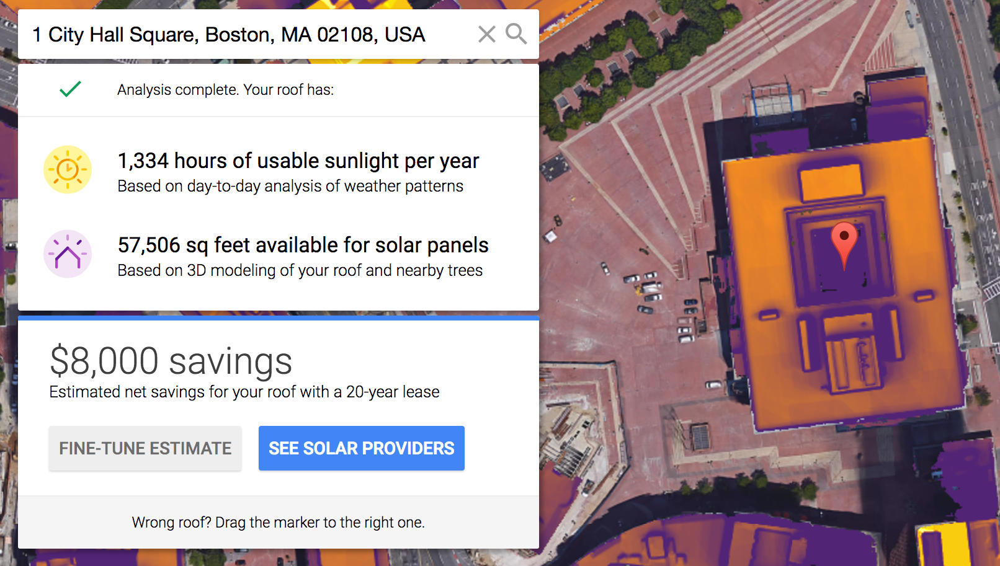 1 City Hall Square, Boston, MA 02108, USA
Analysis complete. Your roof has:
1,334 hours of usable sunlight per year
Based on day-to-day analysis of weather patterns
57,506 sq feet available for solar panels
Based on 3D modeling of your roof and nearby trees
$8,000 savings
Estimated net savings for your roof with a 20-year lease
FINE-TUNE ESTIMATE
SEE SOLAR PROVIDERS
Wrong roof? Drag the marker to the right one.